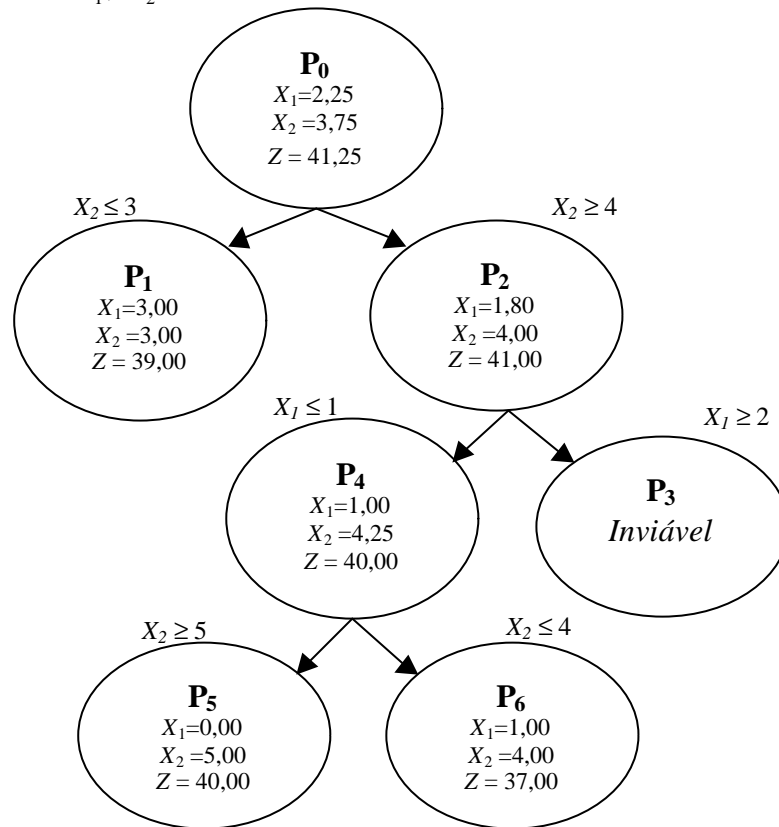 P₀
X₁=2,25
X₂ =3,75
Z = 41,25
X₂ ≤ 3
X₂ ≥ 4
P₁
X₁=3,00
X₂=3,00
Z = 39,00
P₂
X₁=1,80
X₂ =4,00
Z = 41,00
X₁ ≤ 1
X₁ ≥ 2
P₄
X₁=1,00
X₂ =4,25
Z = 40,00
P₃
Inviável
X₂ ≥ 5
X₂ ≤ 4
P₅
X₁=0,00
X₂ =5,00
Z = 40,00
P₆
X₁=1,00
X₂ =4,00
Z = 37,00